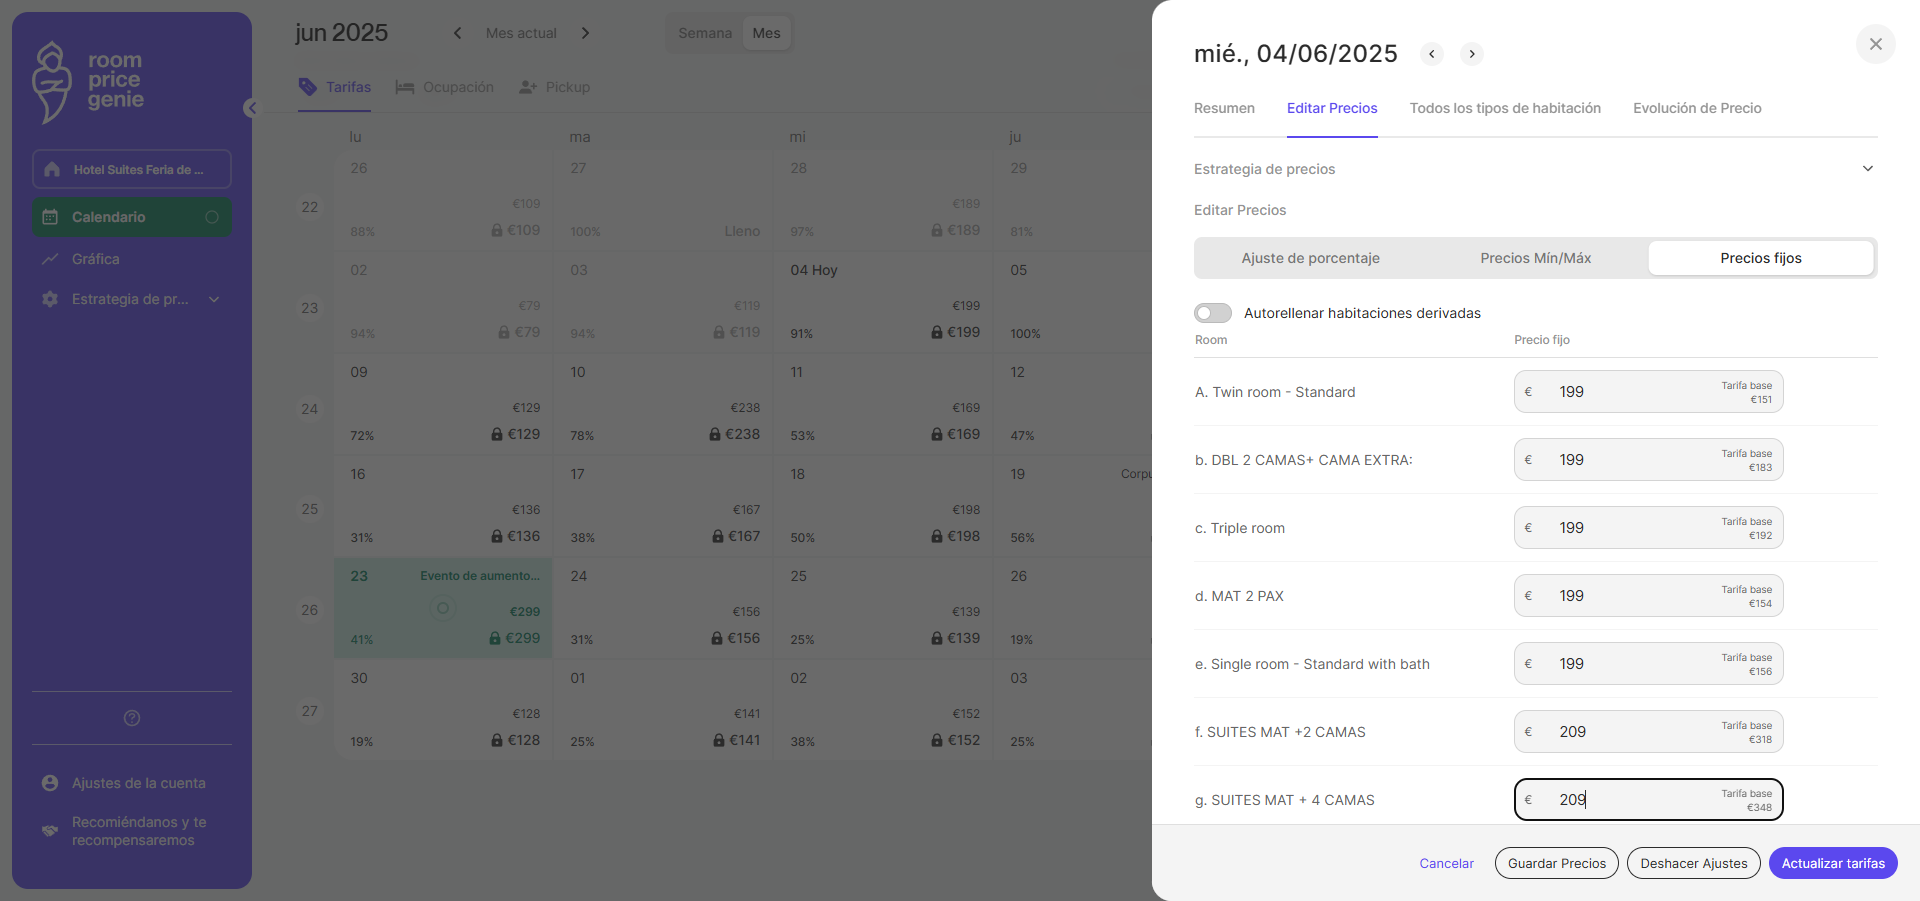 room
price
genie
Hotel Suites Feria de ...
Calendario
Gráfica
Estrategia de pr...
Ajustes de la cuenta
Recomiéndanos y te
recompensaremos
jun 2025
Mes actual
Semana
Mes
Tarifas
Ocupación
Pickup
lu
ma
mi
ju
22
26
€109
88%
€109
27
100%
Lleno
28
€189
97%
€189
29
81%
23
02
€79
94%
€79
03
€119
94%
€119
04 Hoy
€199
91%
€199
05
100%
24
09
€129
72%
€129
10
€238
78%
€238
11
€169
53%
€169
12
47%
25
16
€136
31%
€136
17
€167
38%
€167
18
€198
50%
€198
19
Corpu
56%
26
23
Evento de aumento...
€299
41%
€299
24
€156
31%
€156
25
€139
25%
€139
26
19%
27
30
€128
19%
€128
01
€141
25%
€141
02
€152
38%
€152
03
25%
mié., 04/06/2025
Resumen
Editar Precios
Todos los tipos de habitación
Evolución de Precio
Estrategia de precios
Editar Precios
Ajuste de porcentaje
Precios Mín/Máx
Precios fijos
Autorellenar habitaciones derivadas
Room
Precio fijo
A. Twin room - Standard
€ 199
Tarifa base
€151
b. DBL 2 CAMAS+ CAMA EXTRA:
€ 199
Tarifa base
€183
c. Triple room
€ 199
Tarifa base
€192
d. MAT 2 PAX
€ 199
Tarifa base
€154
e. Single room - Standard with bath
€ 199
Tarifa base
€156
f. SUITES MAT +2 CAMAS
€ 209
Tarifa base
€318
g. SUITES MAT + 4 CAMAS
€ 209
Tarifa base
€348
Cancelar
Guardar Precios
Deshacer Ajustes
Actualizar tarifas